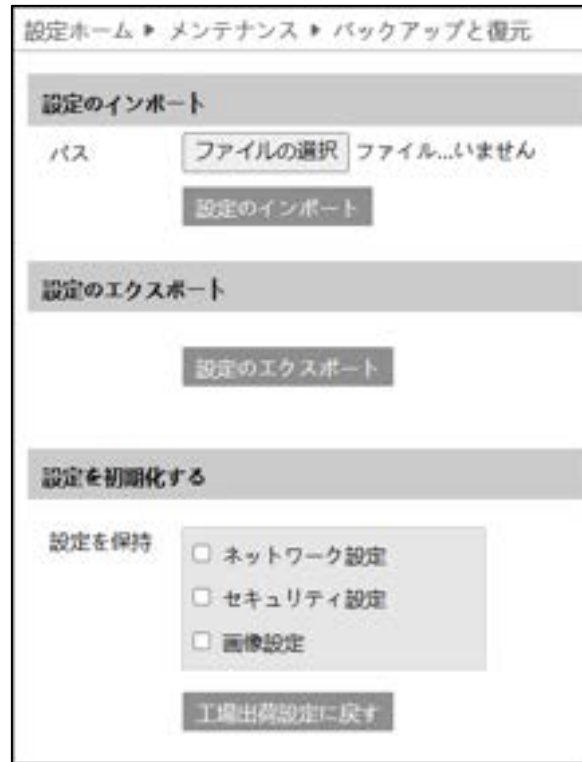 設定ホーム ▶ メンテナンス ▶ バックアップと復元
設定のインポート
パス ファイルの選択 ファイル...いません
設定のインポート
設定のエクスポート
設定のエクスポート
設定を初期化する
設定を保持
ネットワーク設定
セキュリティ設定
画像設定
工場出荷設定に戻す